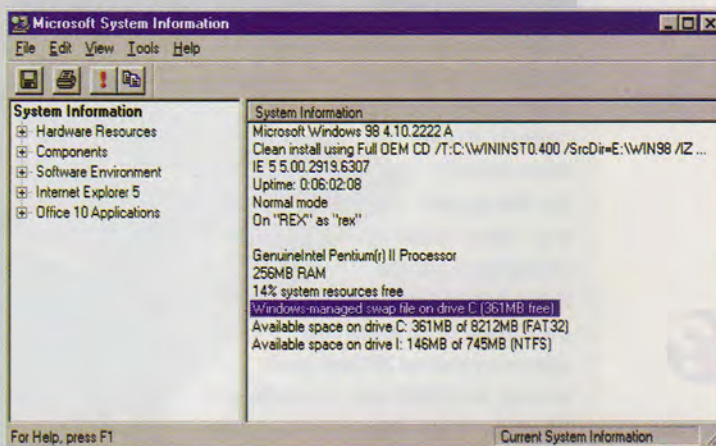 Microsoft System Information
File Edit View Tools Help
System Information
Hardware Resources
Components
Software Environment
Internet Explorer 5
Office 10 Applications
System Information
Microsoft Windows 98 4.10.2222 A
Clean install using Full OEM CD /T:C:\WININST0.400 /SrcDir=E:\WIN98 /IZ ...
IE 5 5.00.2919.6307
Uptime: 0:06:02:08
Normal mode
On "REX" as "rex"
GenuineIntel Pentium(r) II Processor
256MB RAM
14% system resources free
Windows-managed swap file on drive C (361MB free)
Available space on drive C: 361MB of 8212MB (FAT32)
Available space on drive I: 146MB of 745MB (NTFS)
For Help, press F1
Current System Information